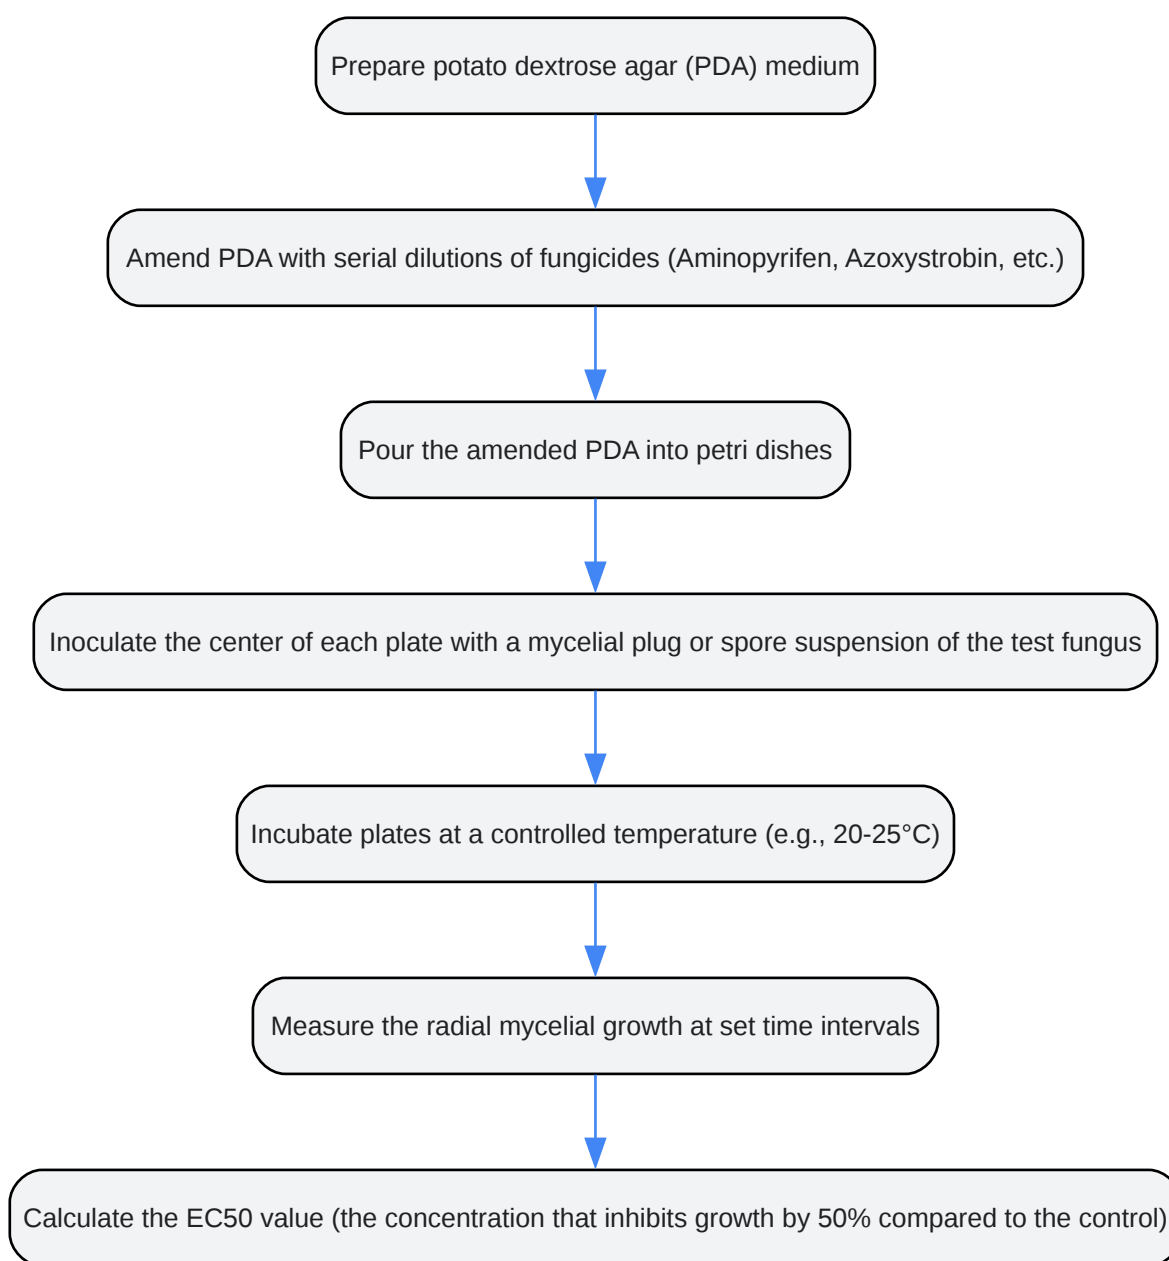 Prepare potato dextrose agar (PDA) medium
Amend PDA with serial dilutions of fungicides (Aminopyrifen, Azoxystrobin, etc.)
Pour the amended PDA into petri dishes
Inoculate the center of each plate with a mycelial plug or spore suspension of the test fungus
Incubate plates at a controlled temperature (e.g., 20-25°C)
Measure the radial mycelial growth at set time intervals
Calculate the EC50 value (the concentration that inhibits growth by 50% compared to the control)